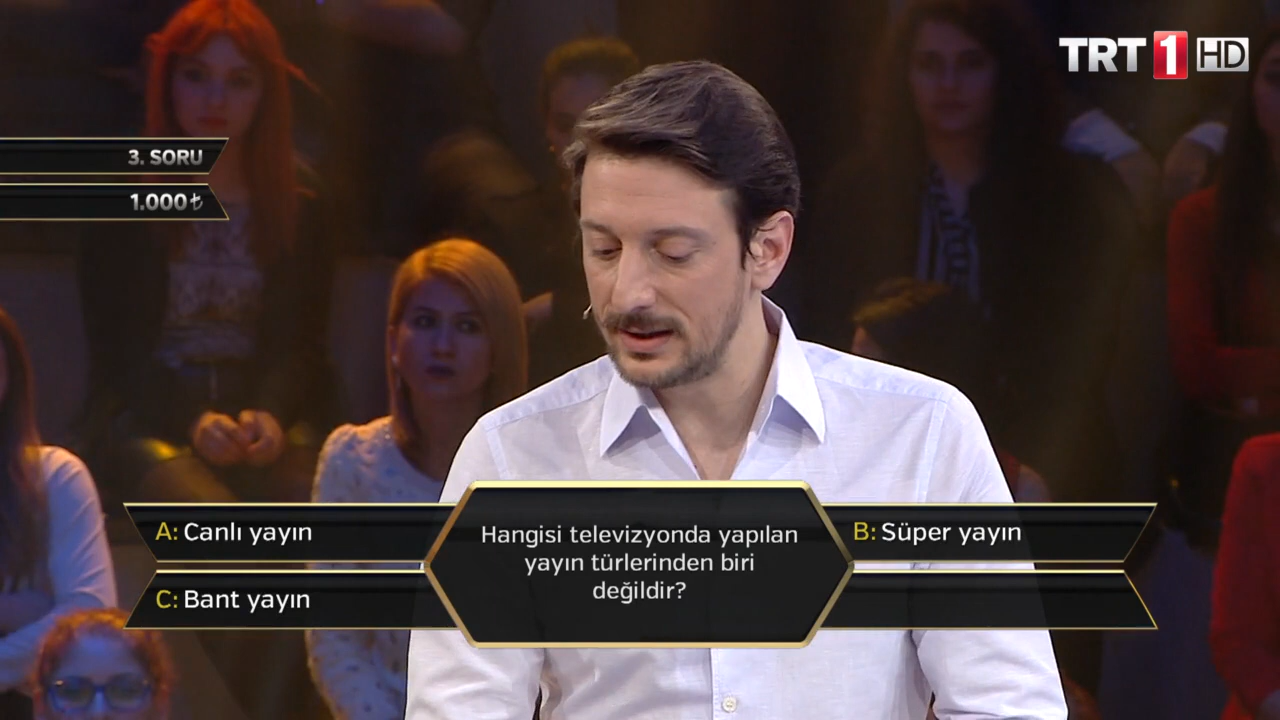 TRT 1 HD
3. SORU
1.000₺
Hangisi televizyonda yapılan
yayın türlerinden biri
değildir?
A: Canlı yayın
B: Süper yayın
C: Bant yayın